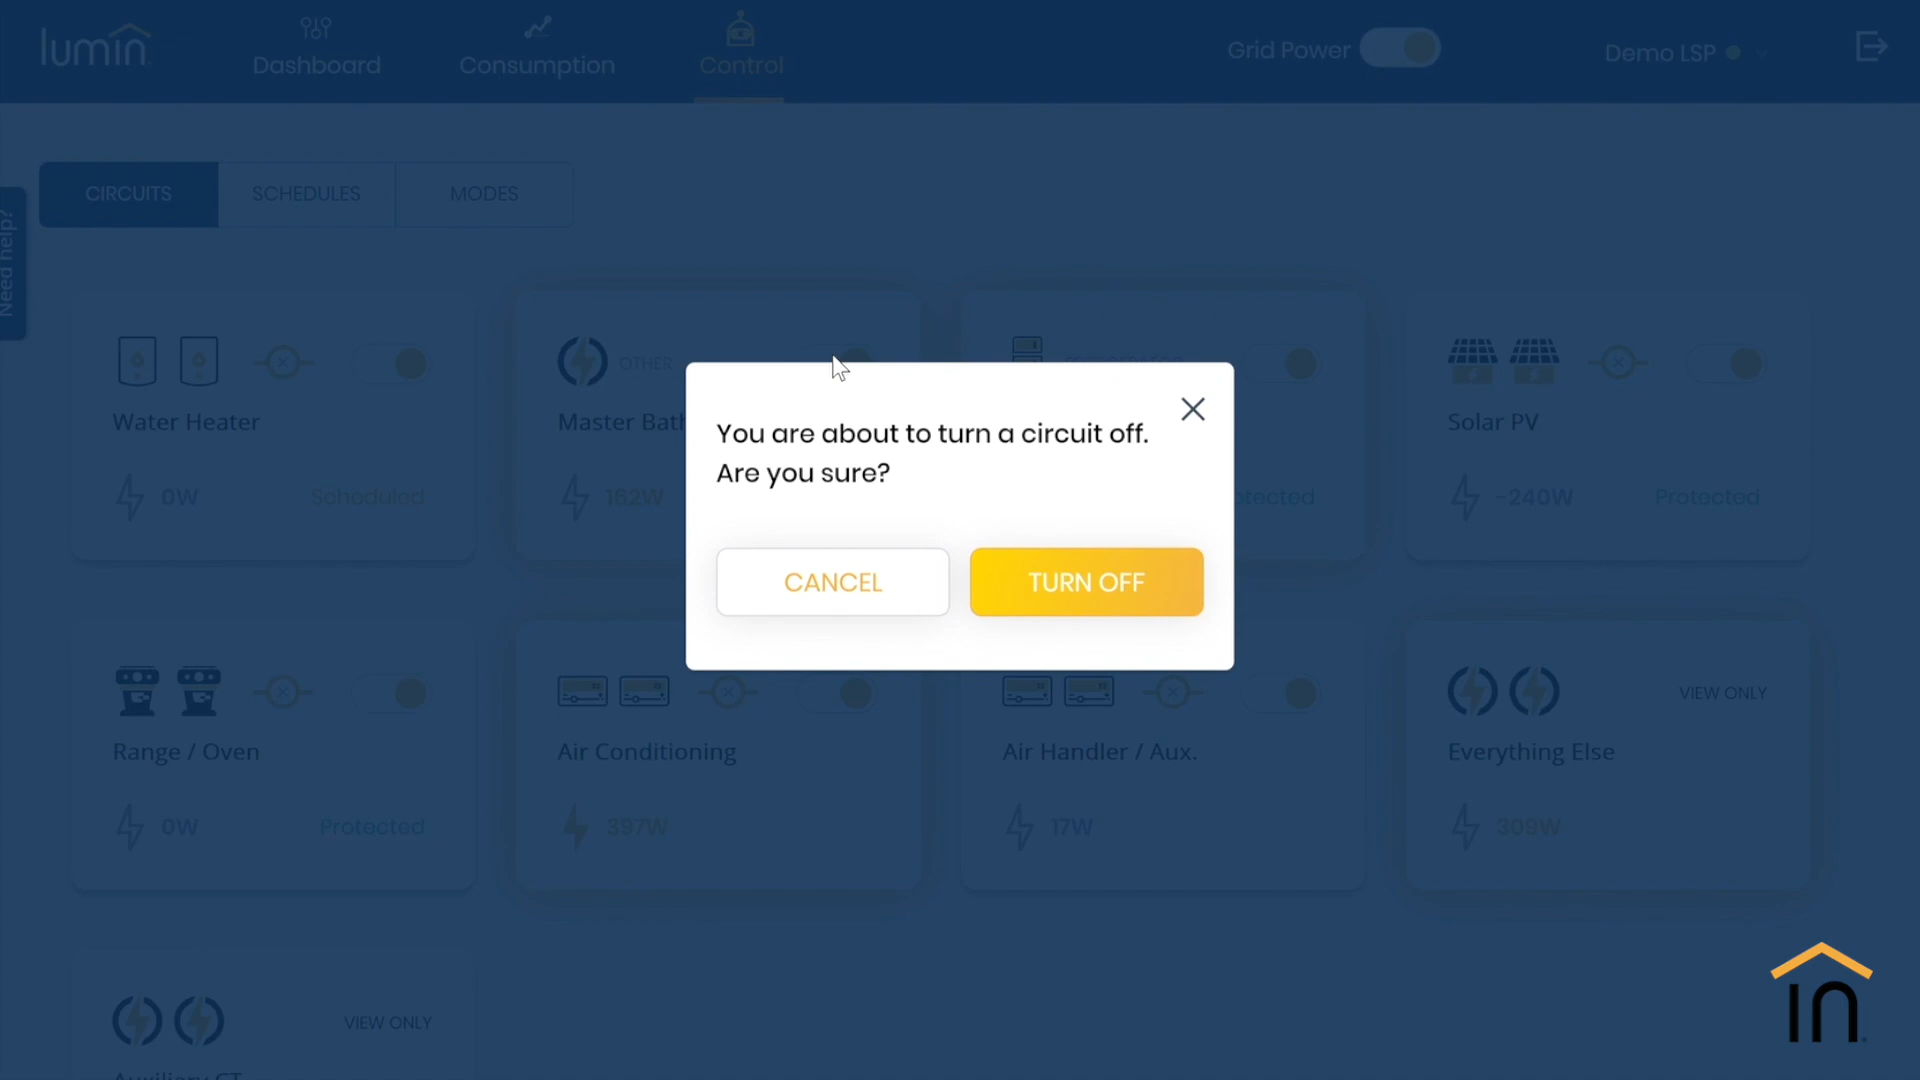 lumin
Dashboard
Consumption
Control
Grid Power
Demo LSP
Need help?
CIRCUITS
SCHEDULES
MODES
OTHER
Water Heater
Master Bath
Solar PV
0W
Scheduled
162W
-240W
Protected
You are about to turn a circuit off.
Are you sure?
CANCEL
TURN OFF
VIEW ONLY
Range / Oven
Air Conditioning
Air Handler / Aux.
Everything Else
0W
Protected
397W
17W
309W
VIEW ONLY
in